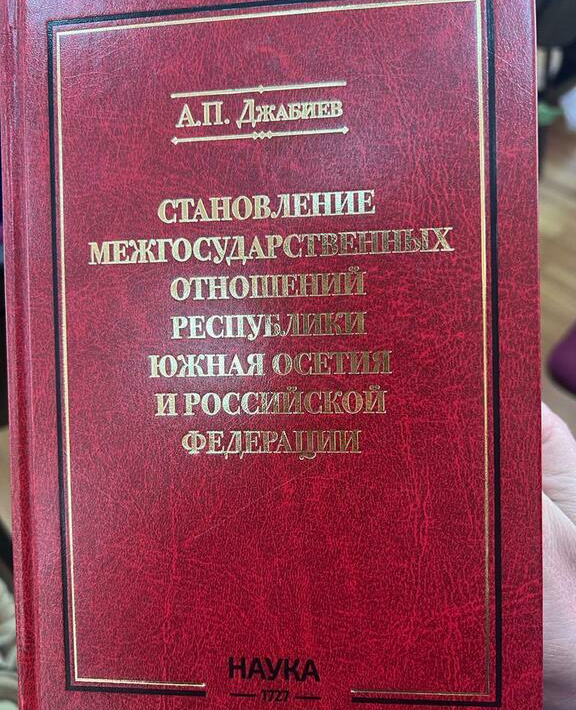 А.П. Джабиев
СТАНОВЛЕНИЕ
МЕЖГОСУДАРСТВЕННЫХ
ОТНОШЕНИЙ
РЕСПУБЛИКИ
ЮЖНАЯ ОСЕТИЯ
И РОССИЙСКОЙ
ФЕДЕРАЦИИ
НАУКА
— 1727 —